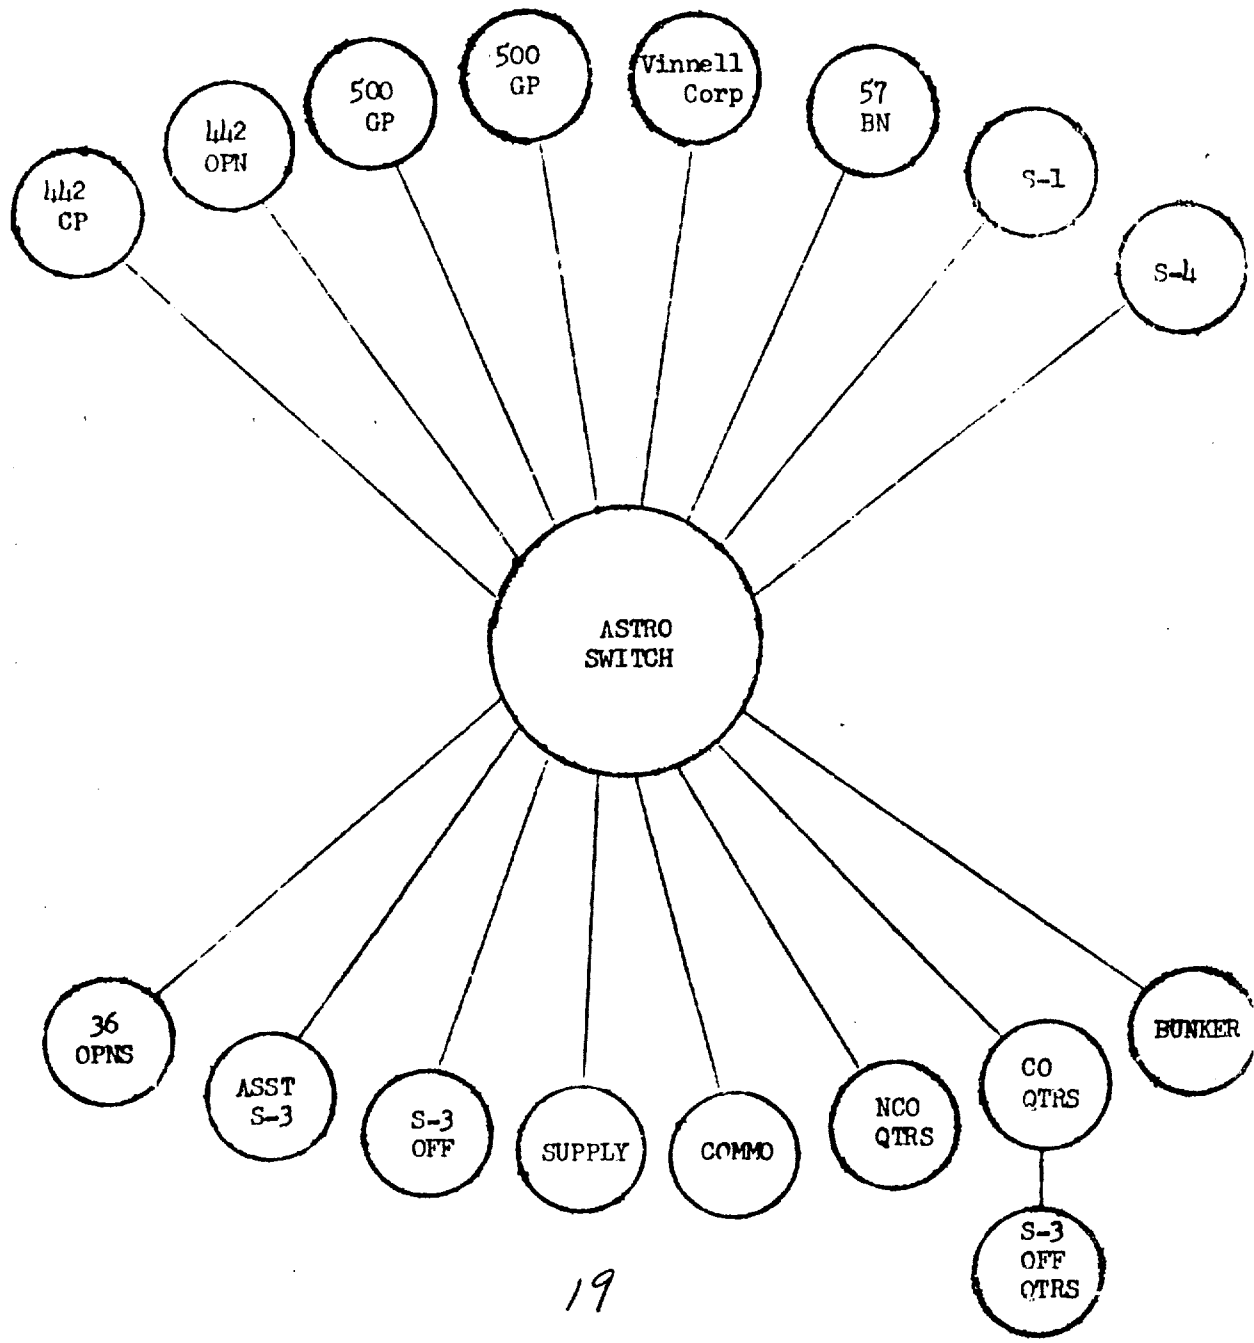 442
CP
442
OPN
500
GP
500
GP
Vinnell
Corp
57
BN
S-1
S-4
ASTRO
SWITCH
36
OPNS
ASST
S-3
S-3
OFF
SUPPLY
COMMO
NCO
QTRS
CO
QTRS
BUNKER
S-3
OFF
QTRS
19